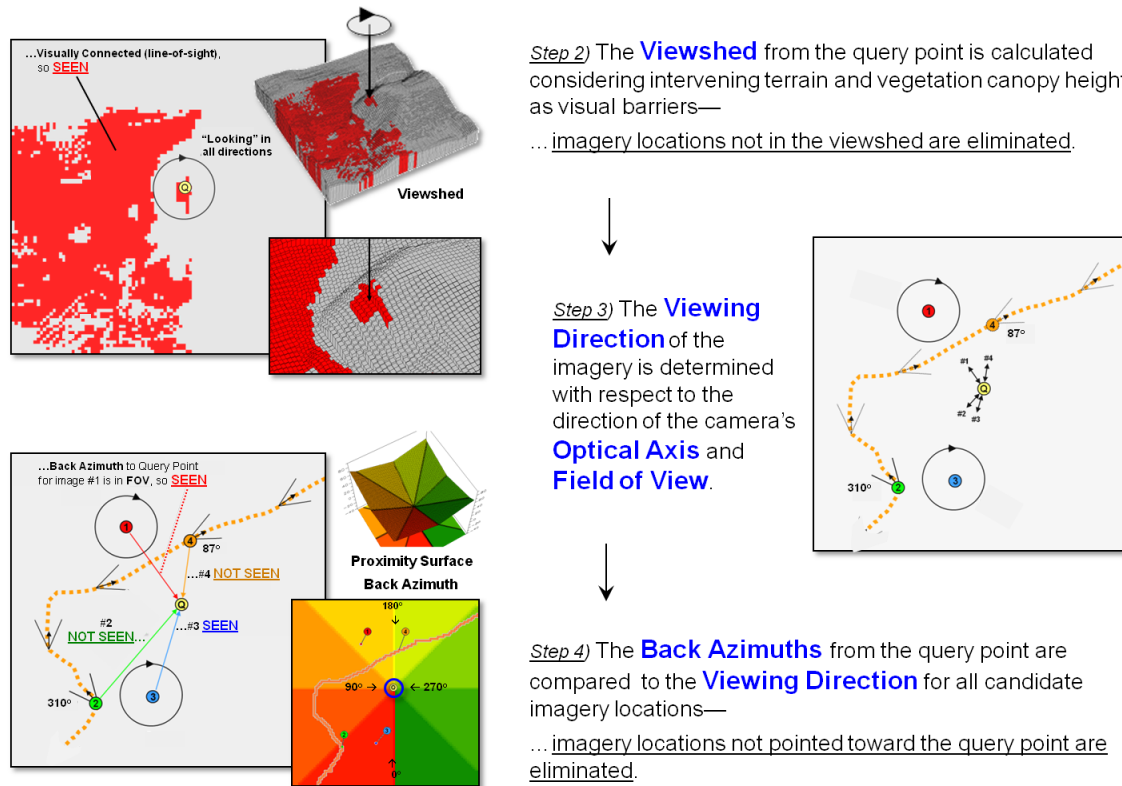 ...Visually Connected (line-of-sight),
so SEEN
"Looking" in
all directions
Q
Viewshed
Step 2) The Viewshed from the query point is calculated
considering intervening terrain and vegetation canopy height
as visual barriers—
... imagery locations not in the viewshed are eliminated.
Step 3) The Viewing
Direction of the
imagery is determined
with respect to the
direction of the camera's
Optical Axis and
Field of View.
1
4
87°
#1
#4
Q
#2
#3
310°
2
3
...Back Azimuth to Query Point
for image #1 is in FOV, so SEEN
1
4
87°
...#4 NOT SEEN
Q
#2
NOT SEEN...
...#3 SEEN
310°
2
3
Proximity Surface
Back Azimuth
180°
1
4
90°
Q
270°
2
3
0°
Step 4) The Back Azimuths from the query point are
compared to the Viewing Direction for all candidate
imagery locations—
... imagery locations not pointed toward the query point are
eliminated.